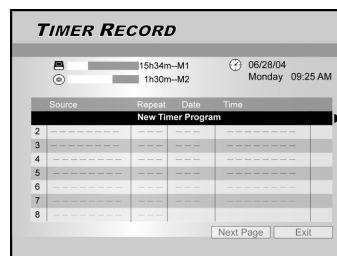 TIMER RECORD
15h34m--M1
06/28/04
1h30m--M2
Monday 09:25 AM
Source Repeat Date Time
New Timer Program
2
3
4
5
6
7
8
Next Page Exit